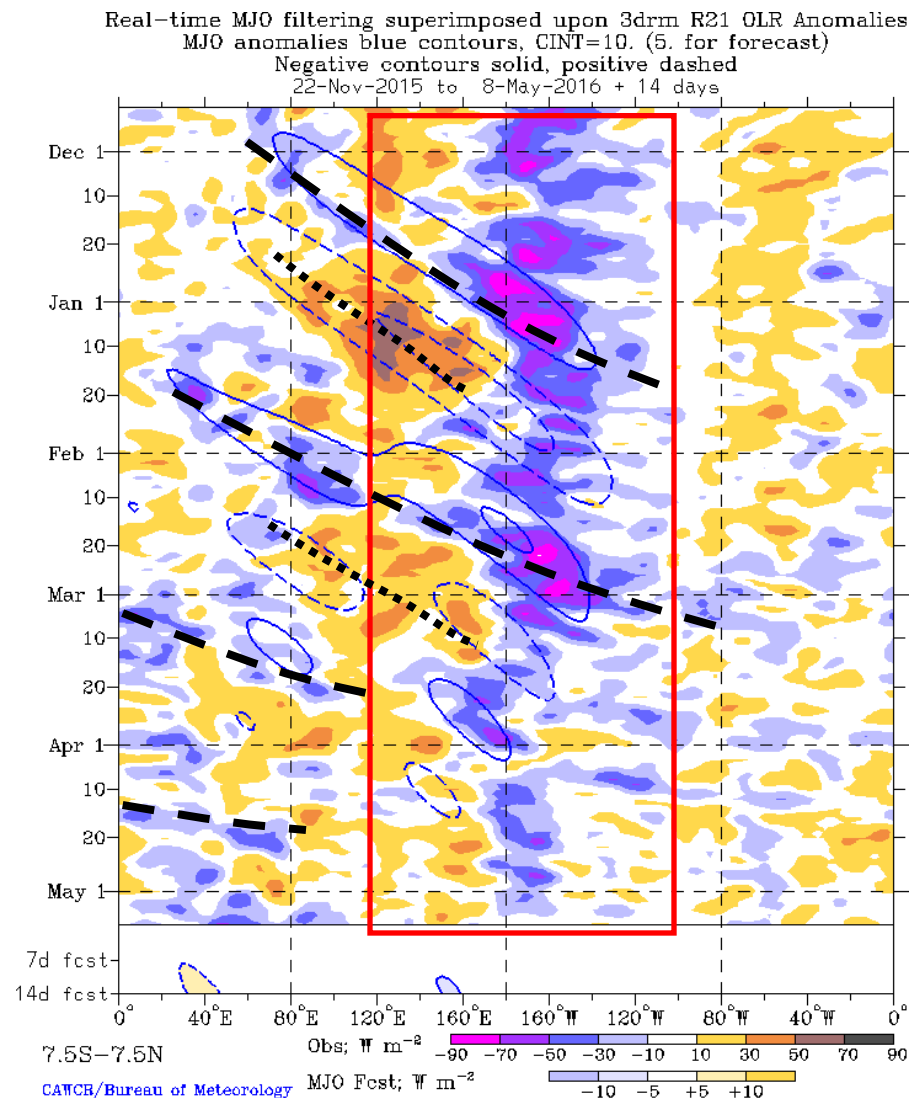 Real-time MJO filtering superimposed upon 3drm R21 OLR Anomalies
MJO anomalies blue contours, CINT=10. (5. for forecast)
Negative contours solid, positive dashed
22-Nov-2015 to 8-May-2016 + 14 days
Dec 1
10
20
Jan 1
10
20
Feb 1
10
20
Mar 1
10
20
Apr 1
10
20
May 1
7d fcst
14d fcst
0° 40°E 80°E 120°E 160°E 160°W 120°W 80°W 40°W 0°
7.5S-7.5N
Obs; W m⁻²
-90 -70 -50 -30 -10 10 30 50 70 90
CAWCR/Bureau of Meteorology
MJO Fcst; W m⁻²
-10 -5 +5 +10